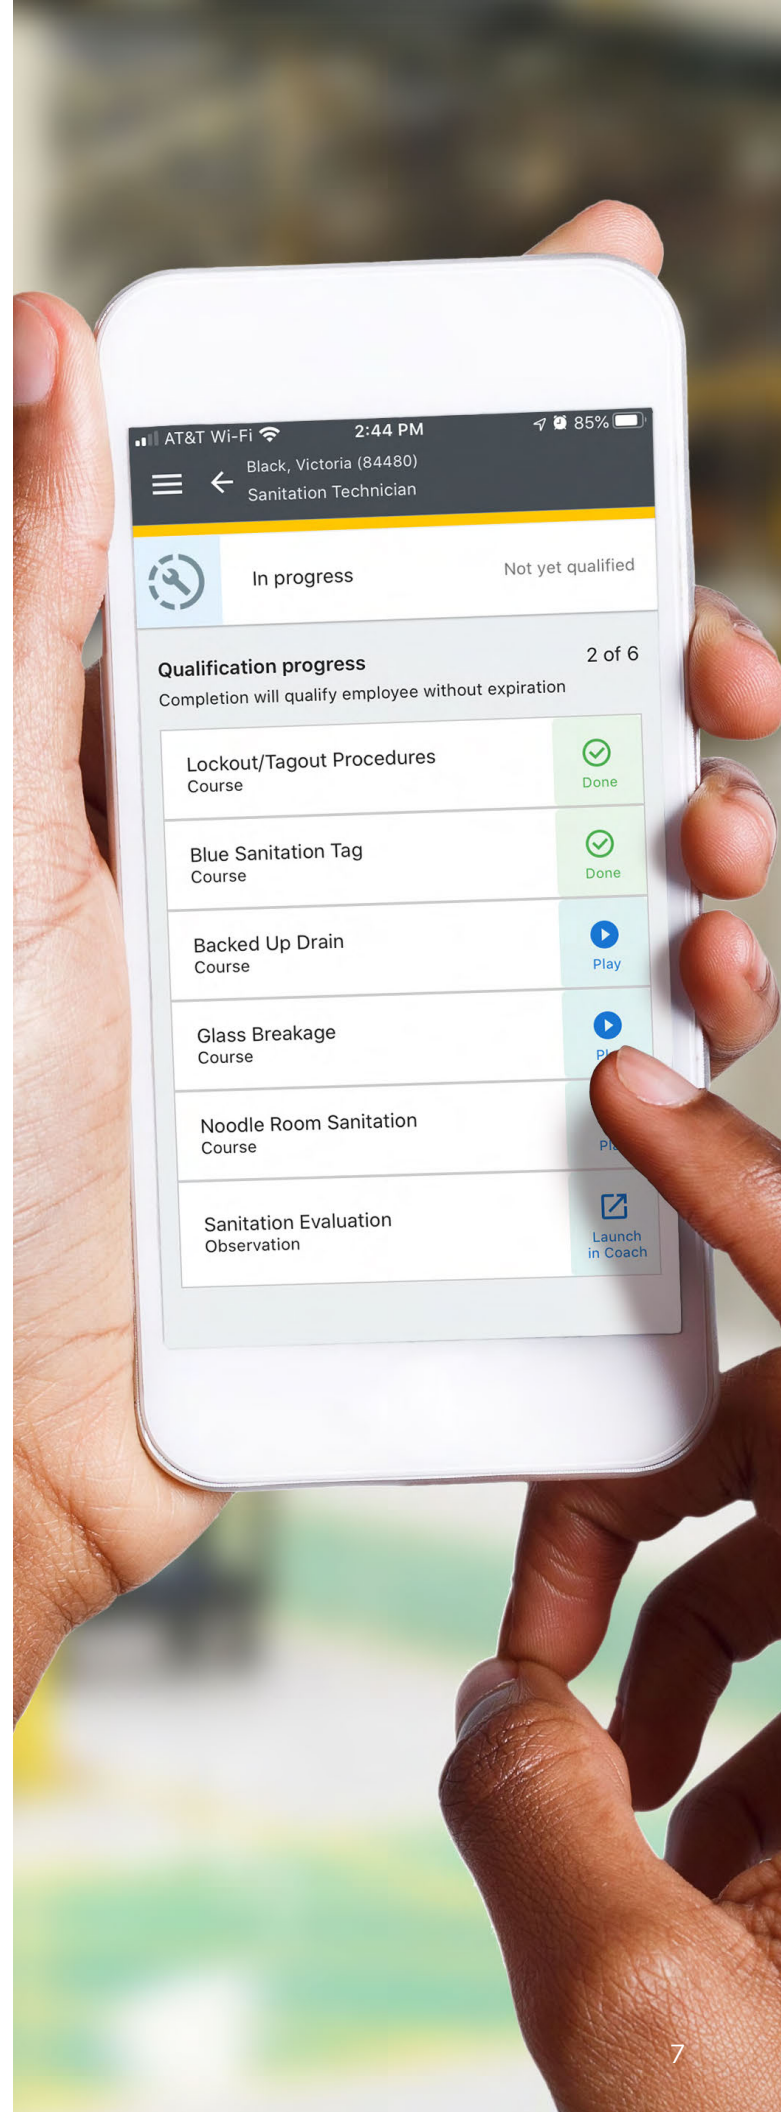 AT&T Wi-Fi 2:44 PM 85%
Black, Victoria (84480)
Sanitation Technician
In progress Not yet qualified
Qualification progress 2 of 6
Completion will qualify employee without expiration
Lockout/Tagout Procedures
Course
Done
Blue Sanitation Tag
Course
Done
Backed Up Drain
Course
Play
Glass Breakage
Course
Noodle Room Sanitation
Course
Sanitation Evaluation
Observation
Launch
in Coach
7